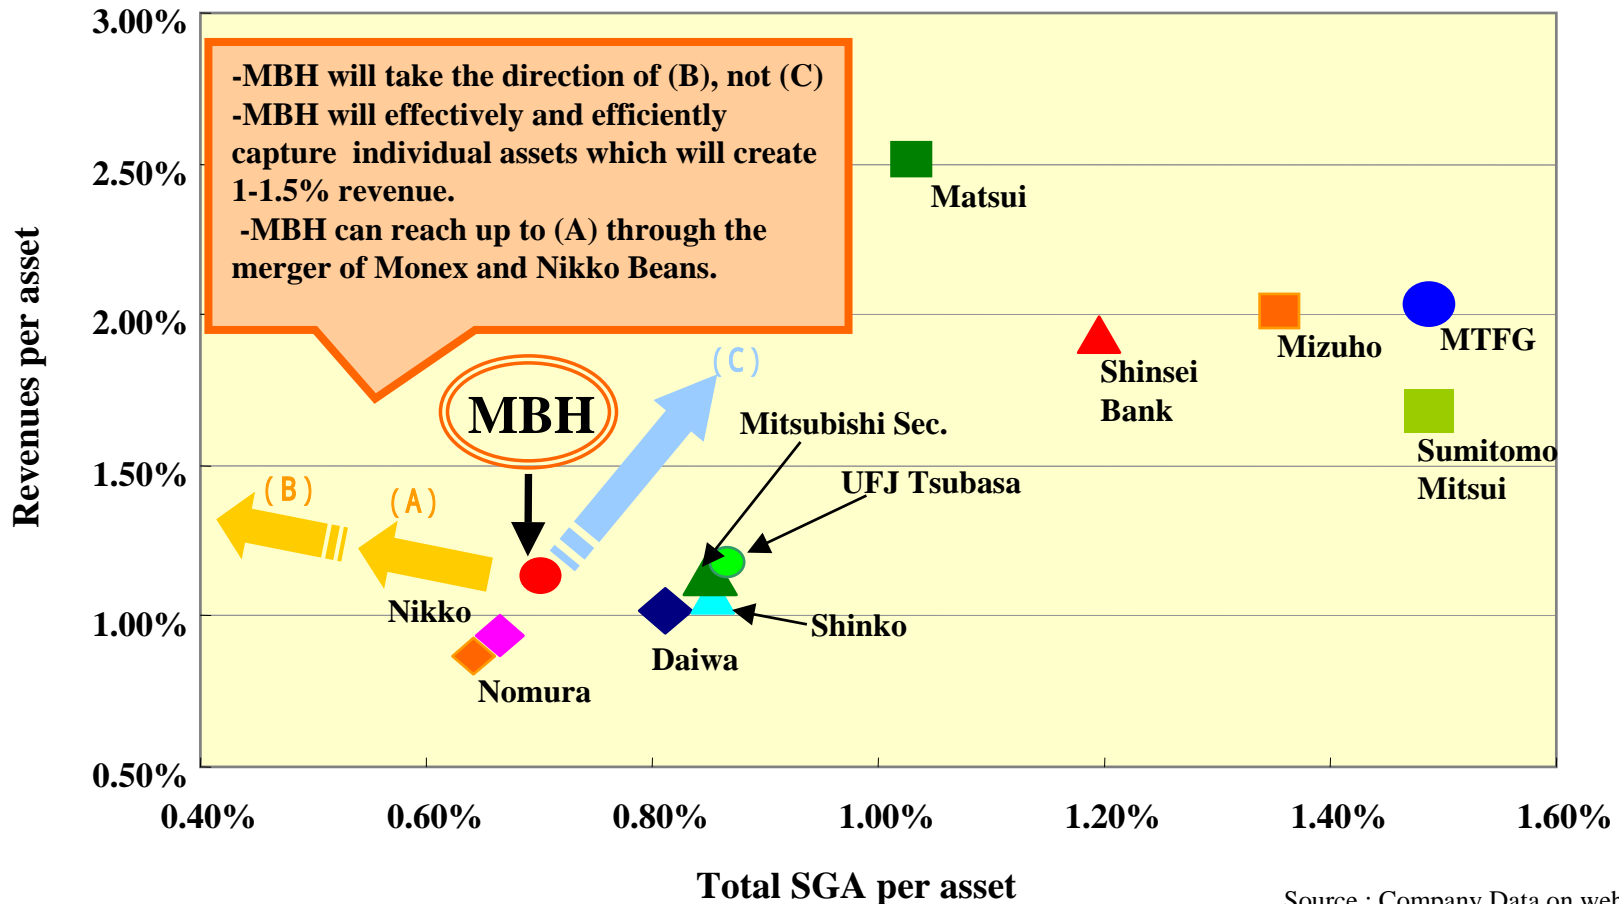 3.00%
-MBH will take the direction of (B), not (C)
-MBH will effectively and efficiently
capture individual assets which will create
1-1.5% revenue.
-MBH can reach up to (A) through the
merger of Monex and Nikko Beans.
2.50%
Matsui
2.00%
Mizuho
MTFG
(C)
Shinsei
Bank
MBH
Mitsubishi Sec.
Sumitomo
Mitsui
1.50%
UFJ Tsubasa
(B)
(A)
Revenues per asset
Nikko
1.00%
Shinko
Daiwa
Nomura
0.50%
0.40%
0.60%
0.80%
1.00%
1.20%
1.40%
1.60%
Total SGA per asset
Source : Company Data on web